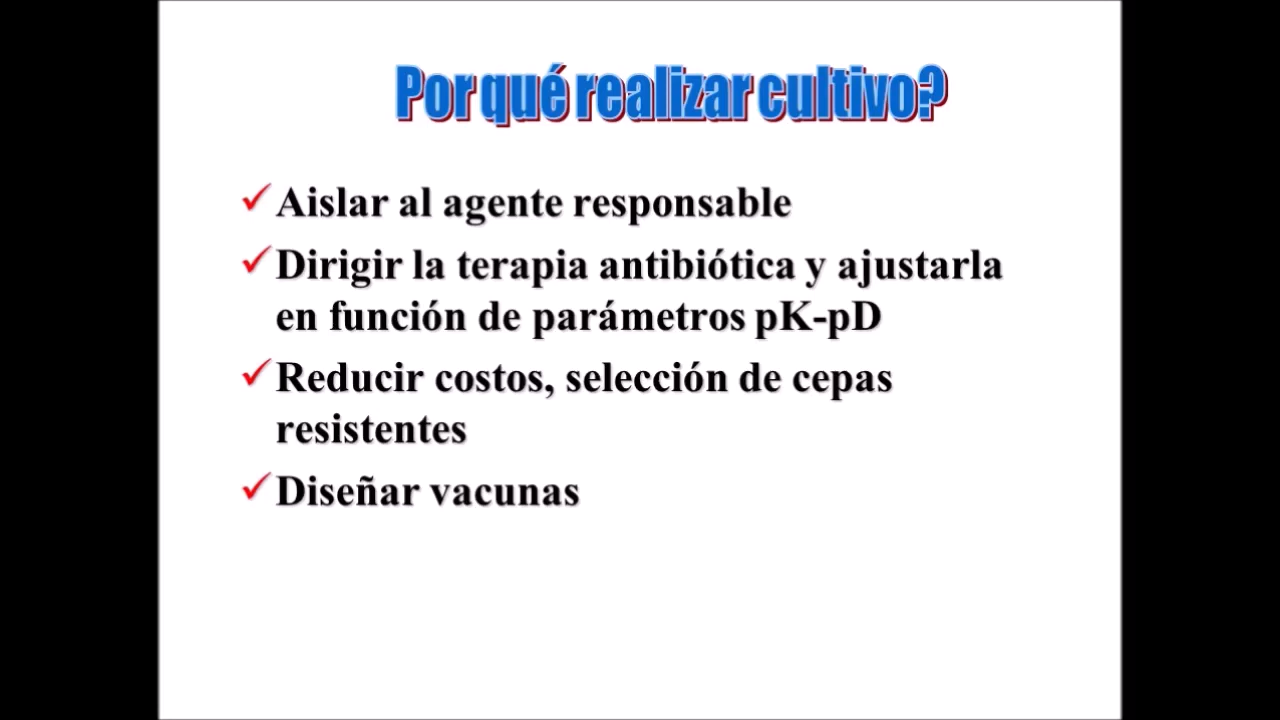 Por qué realizar cultivo?
Aislar al agente responsable
Dirigir la terapia antibiótica y ajustarla
en función de parámetros pK-pD
Reducir costos, selección de cepas
resistentes
Diseñar vacunas